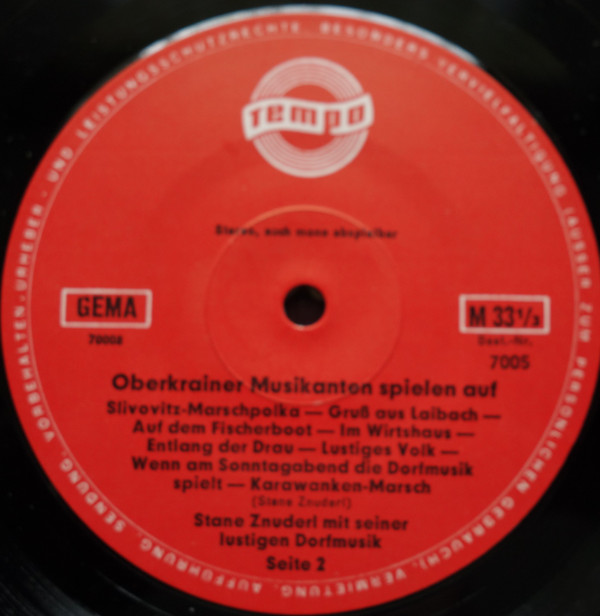 VORBEHALTEN. URHEBER- UND LEISTUNGSSCHUTZRECHTE, BESONDERS VERVIELFÄLTIGUNG (AUSSER ZUM PERSÖNLICHEN GEBRAUCH), VERMIETUNG, AUFFÜHRUNG, SENDUNG,
Tempo
Stereo, auch mono abspielbar
GEMA
M 33 1/3
Best.-Nr.
7005
Oberkrainer Musikanten spielen auf
Slivovitz-Marschpolka — Gruß aus Laibach —
Auf dem Fischerboot — Im Wirtshaus —
Entlang der Drau — Lustiges Volk —
Wenn am Sonntagabend die Dorfmusik
spielt — Karawanken-Marsch
(Stane Znuderl)
Stane Znuderl mit seiner
lustigen Dorfmusik
Seite 2